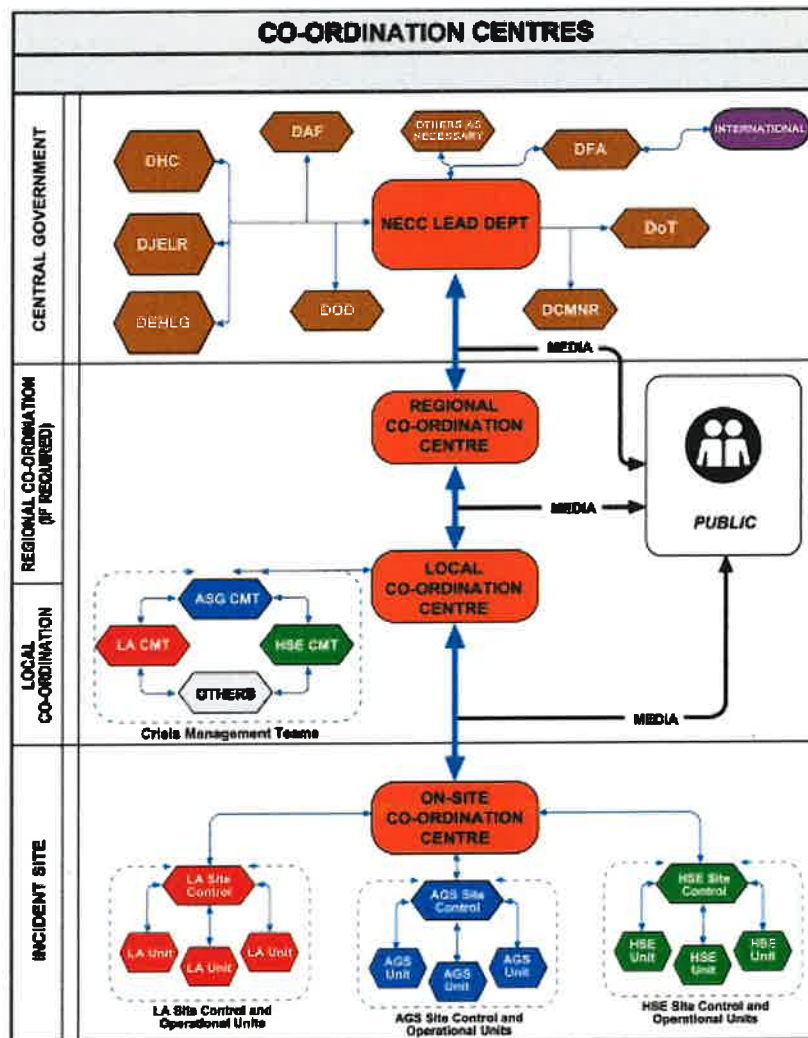 CO-ORDINATION CENTRES
CENTRAL GOVERNMENT
DHC
DAF
OTHERS AS
NECESSARY
DFA
INTERNATIONAL
DJELR
NECC LEAD DEPT
DoT
DEHLG
DOD
DCMNR
MEDIA
REGIONAL CO-ORDINATION
(IF REQUIRED)
REGIONAL
CO-ORDINATION
CENTRE
PUBLIC
MEDIA
LOCAL
CO-ORDINATION
LOCAL
CO-ORDINATION
CENTRE
ASG CMT
LA CMT
HSE CMT
OTHERS
Crisis Management Teams
MEDIA
INCIDENT SITE
ON-SITE
CO-ORDINATION
CENTRE
LA Site
Control
AGS Site
Control
HSE Site
Control
LA Unit
LA Unit
LA Unit
AGS
Unit
AGS
Unit
AGS
Unit
HSE
Unit
HSE
Unit
HSE
Unit
LA Site Control and
Operational Units
AGS Site Control and
Operational Units
HSE Site Control and
Operational Units